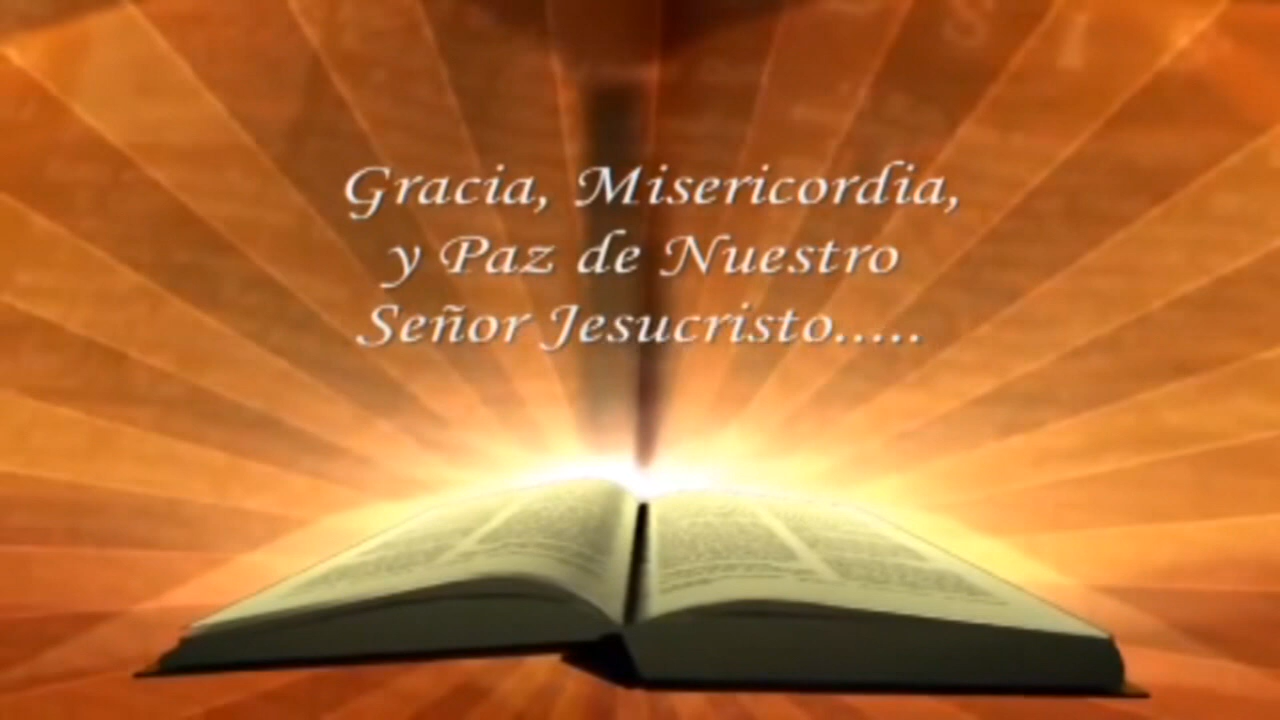 Gracia, Misericordia,
y Paz de Nuestro
Señor Jesucristo.....